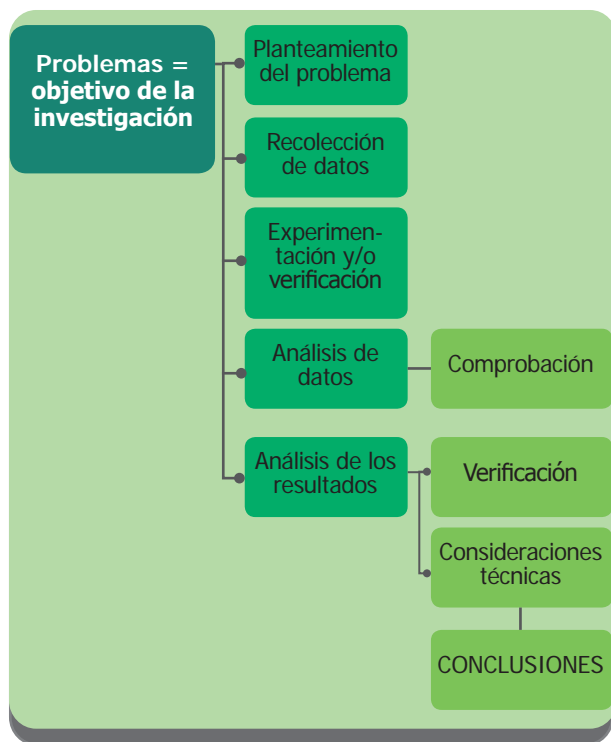 Problemas =
objetivo de la
investigación
Planteamiento
del problema
Recolección
de datos
Experimen-
tación y/o
verificación
Análisis de
datos
Comprobación
Análisis de los
resultados
Verificación
Consideraciones
técnicas
CONCLUSIONES